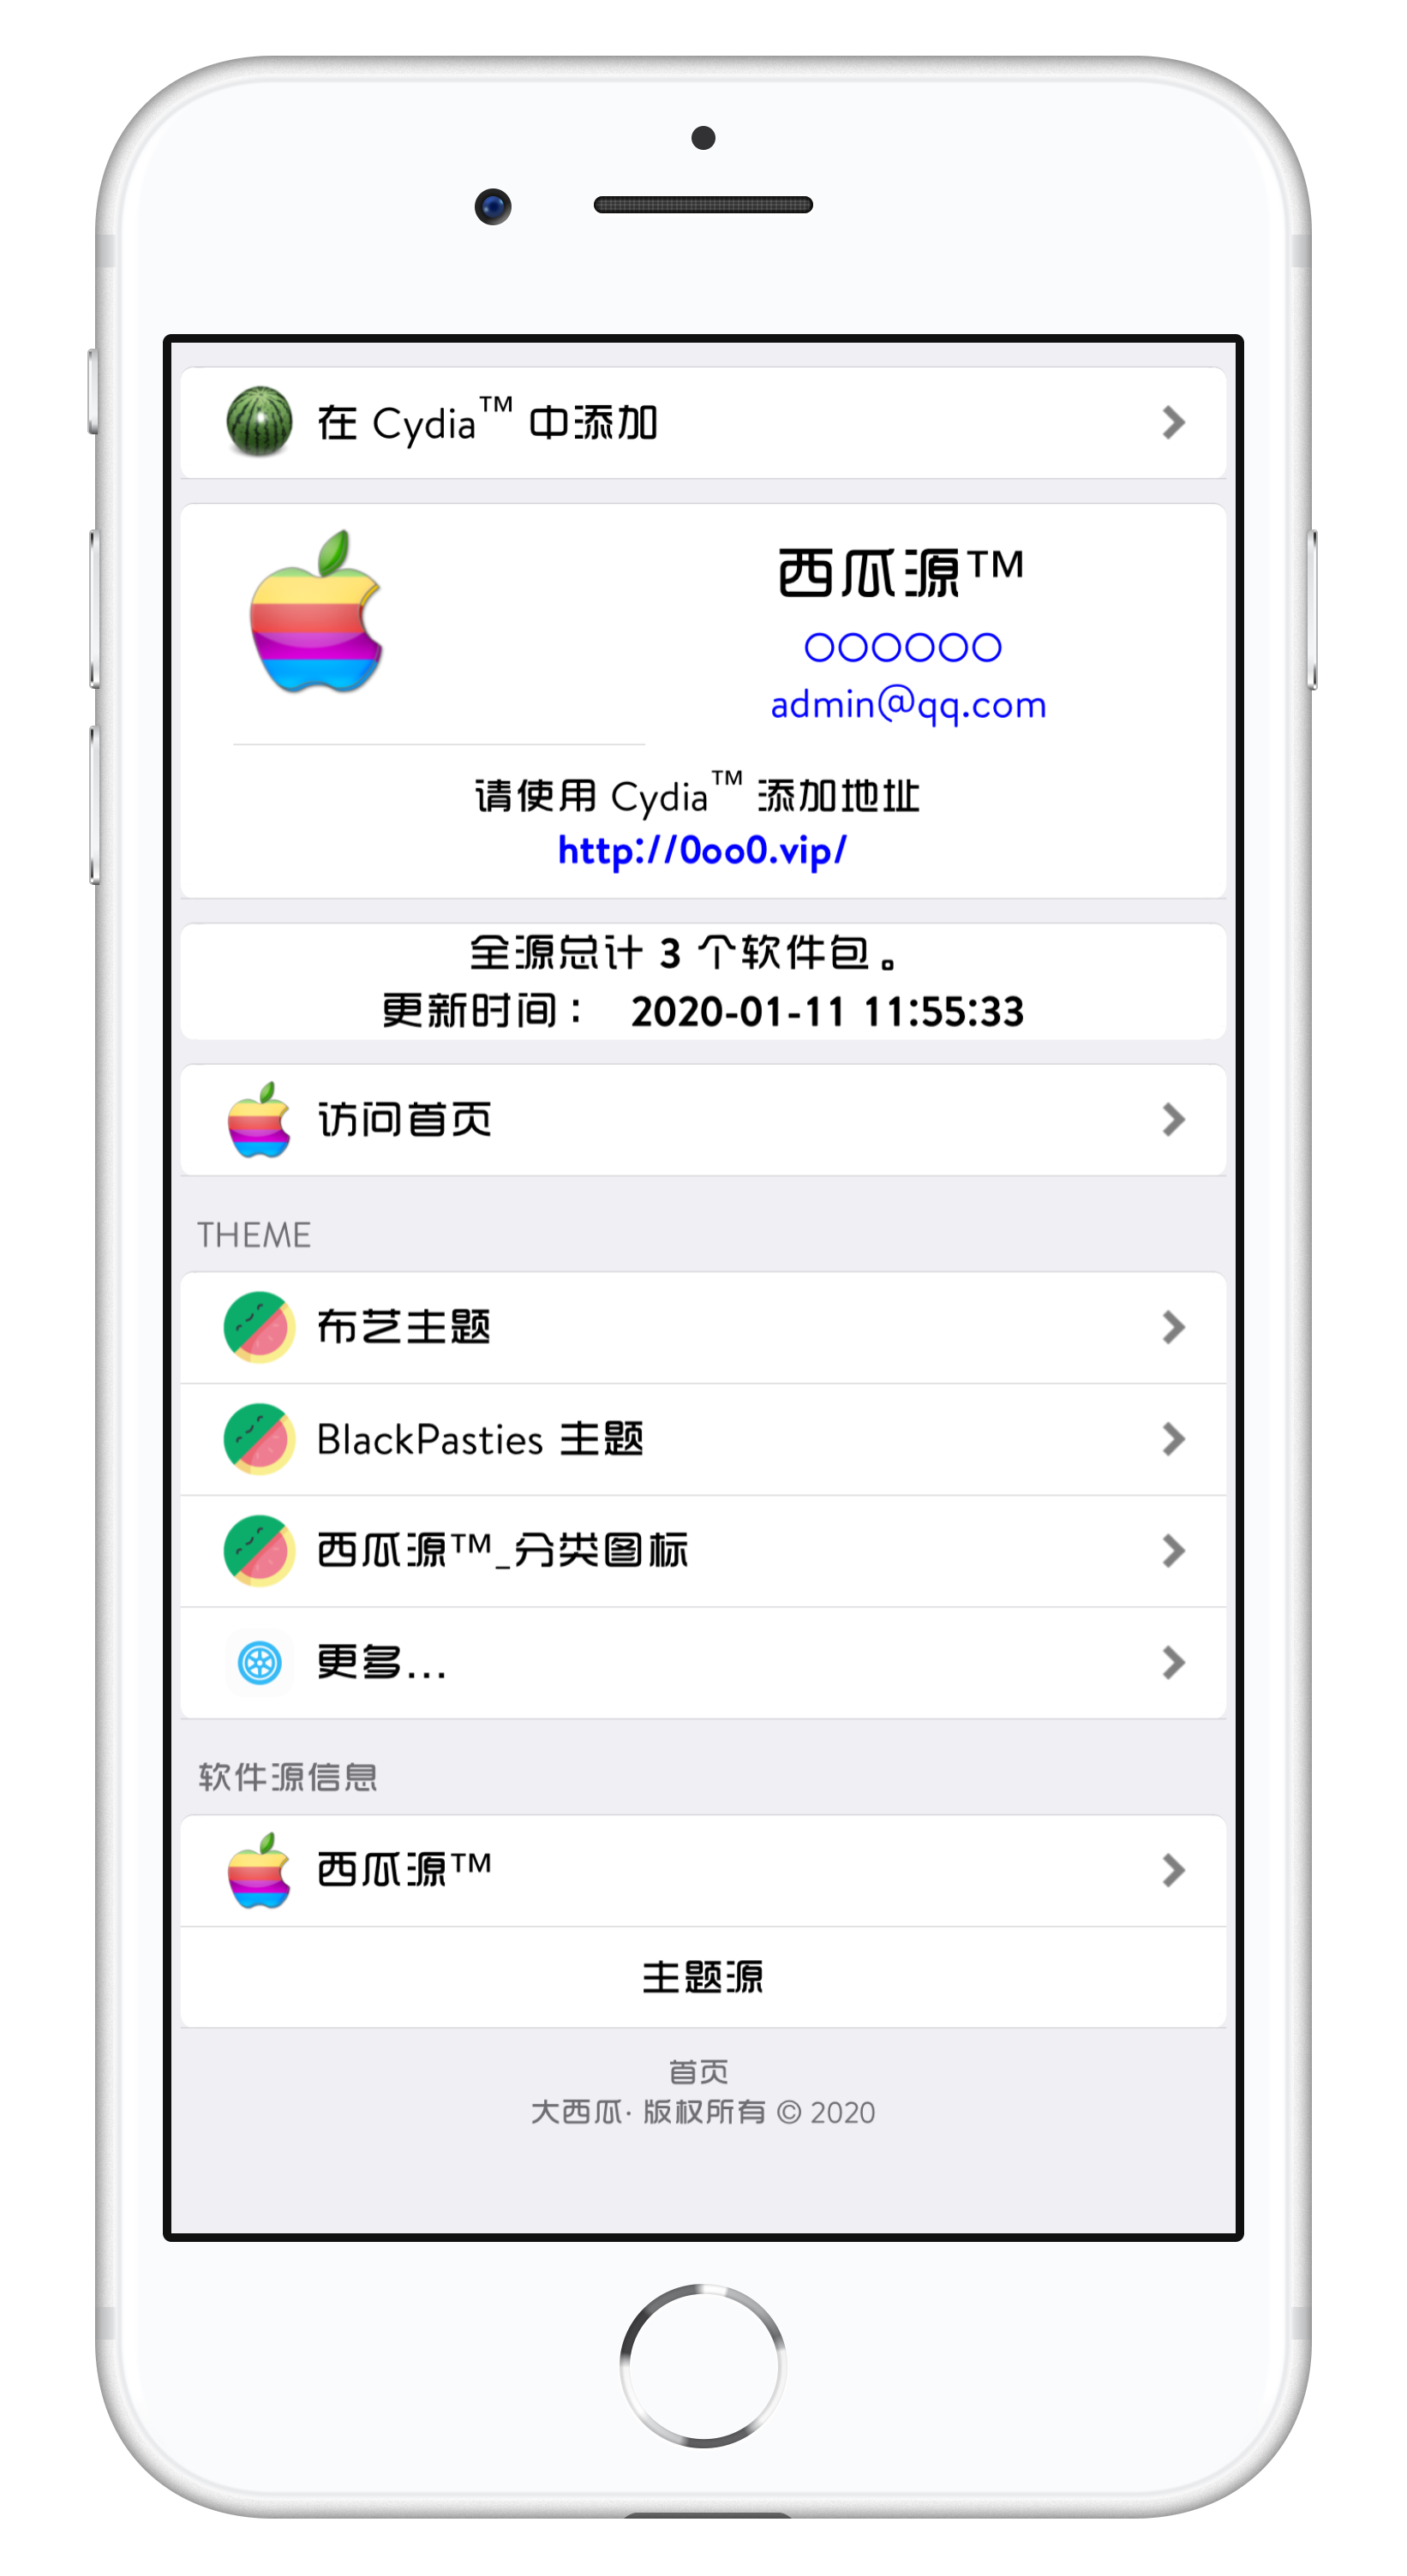 在 Cydia™ 中添加
西瓜源™
○○○○○○
admin@qq.com
请使用 Cydia™ 添加地址
http://0oo0.vip/
全源总计 3 个软件包。
更新时间： 2020-01-11 11:55:33
访问首页
THEME
布艺主题
BlackPasties 主题
西瓜源™_分类图标
更多...
软件源信息
西瓜源™
主题源
首页
大西瓜· 版权所有 © 2020